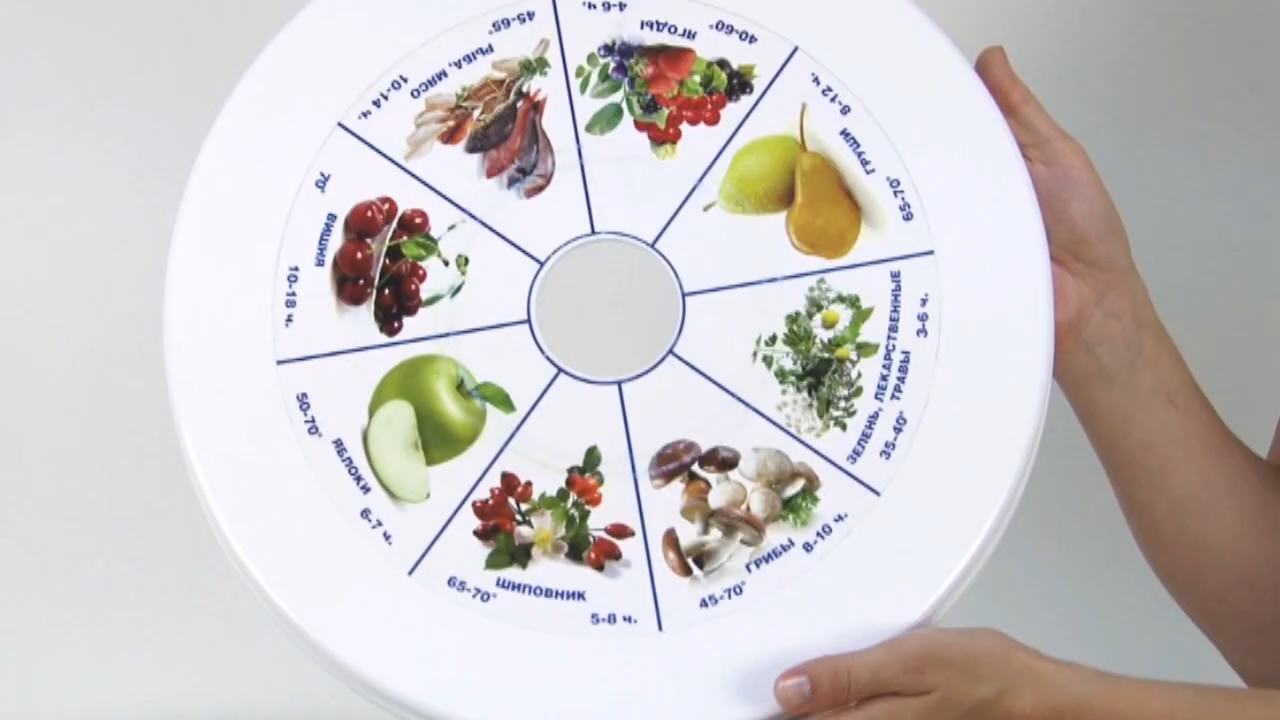 45-65°
РЫБА, МЯСО
10-14 ч.
4-6 ч.
ЯГОДЫ
40-60°
8-12 ч.
ГРУШИ
65-70°
ЗЕЛЕНЬ, ЛЕКАРСТВЕННЫЕ
ТРАВЫ
35-40°
3-6 ч.
ГРИБЫ
45-70°
8-10 ч.
ШИПОВНИК
65-70°
5-8 ч.
50-70°
ЯБЛОКИ
6-7 ч.
70°
ВИШНЯ
10-18 ч.